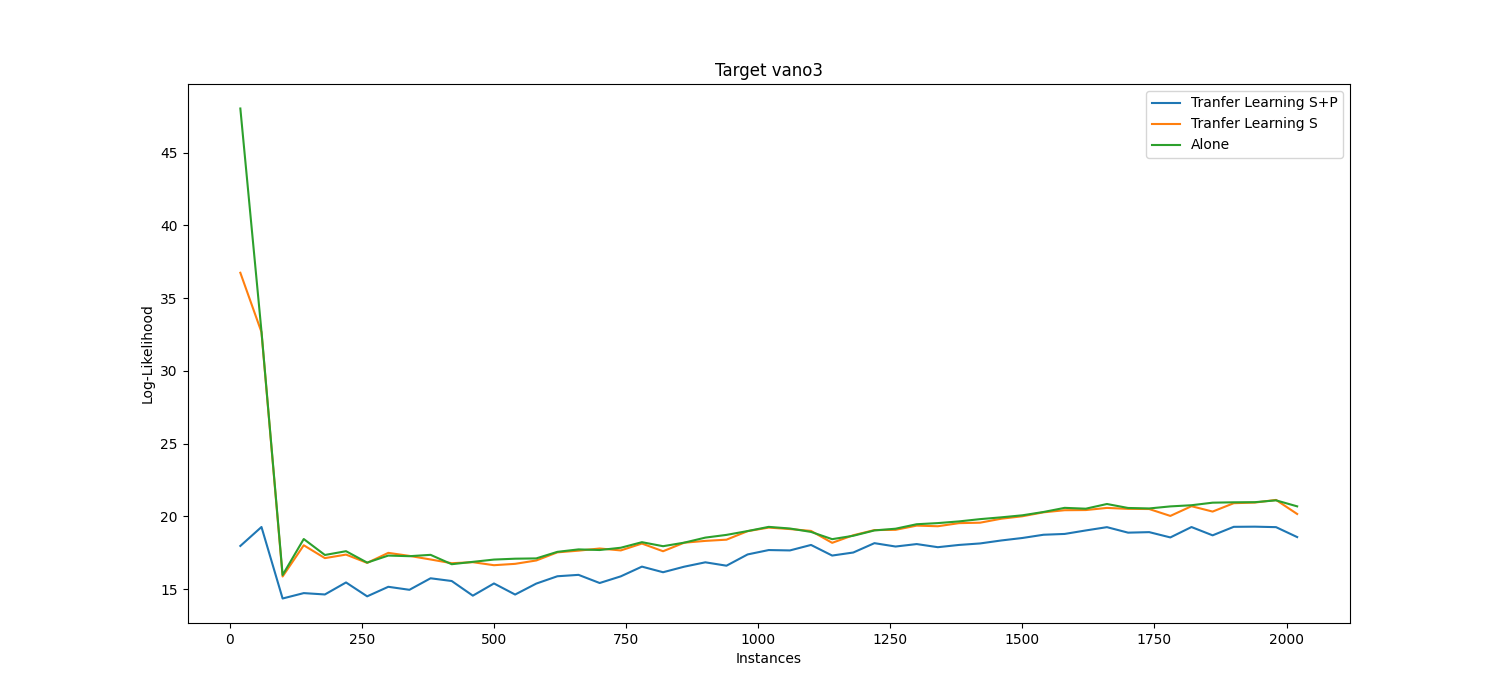 Target vano3
Tranfer Learning S+P
Tranfer Learning S
Alone
Log-Likelihood
45
40
35
30
25
20
15
0 250 500 750 1000 1250 1500 1750 2000
Instances